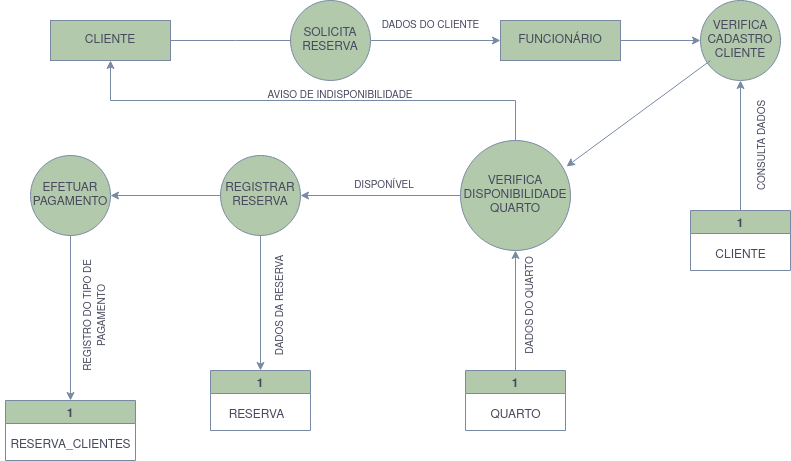 CLIENTE
SOLICITA
RESERVA
DADOS DO CLIENTE
FUNCIONÁRIO
VERIFICA
CADASTRO
CLIENTE
AVISO DE INDISPONIBILIDADE
CONSULTA DADOS
EFETUAR
PAGAMENTO
REGISTRAR
RESERVA
DISPONÍVEL
VERIFICA
DISPONIBILIDADE
QUARTO
1
CLIENTE
REGISTRO DO TIPO DE
PAGAMENTO
DADOS DA RESERVA
DADOS DO QUARTO
1
RESERVA_CLIENTES
1
RESERVA
1
QUARTO